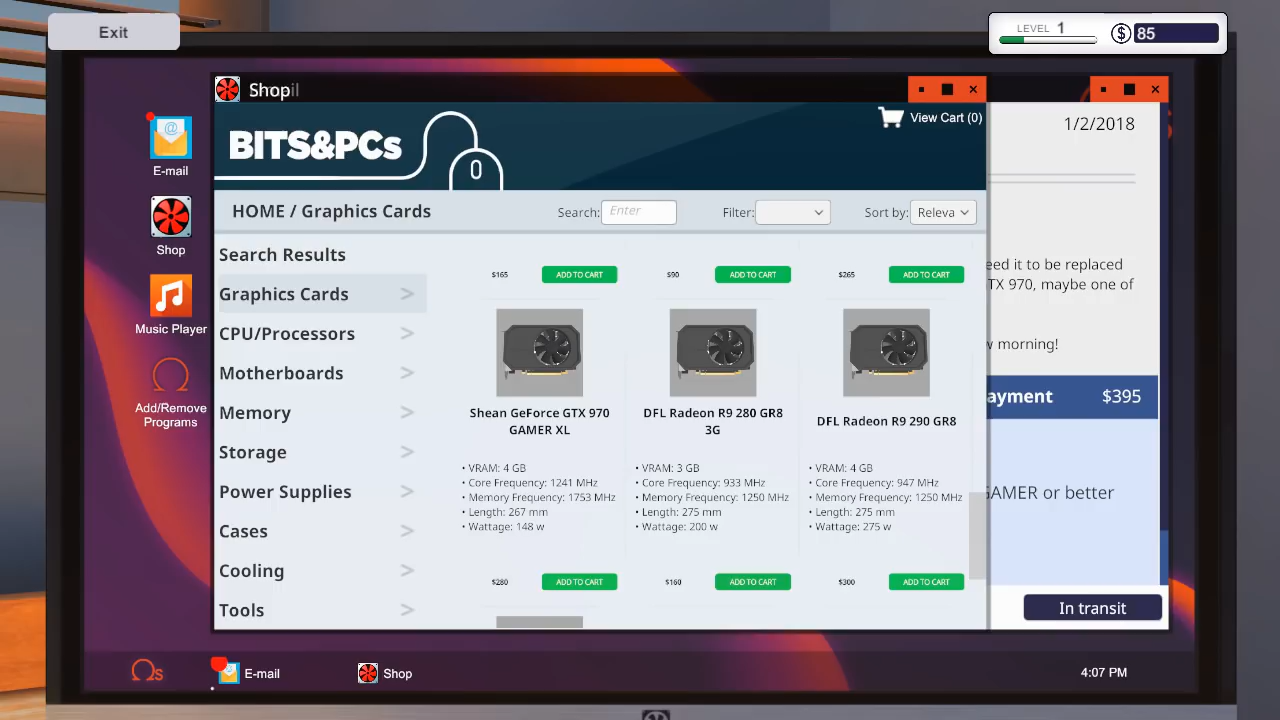 Exit
LEVEL 1
$ 85
Shopil
View Cart (0)
BITS&PCs
1/2/2018
HOME / Graphics Cards
Search: Enter
Filter:
Sort by: Releva
E-mail
Shop
Music Player
Add/Remove
Programs
Search Results
Graphics Cards >
CPU/Processors >
Motherboards >
Memory >
Storage >
Power Supplies >
Cases >
Cooling >
Tools >
$165 ADD TO CART
$90 ADD TO CART
$265 ADD TO CART
Shean GeForce GTX 970
GAMER XL
• VRAM: 4 GB
• Core Frequency: 1241 MHz
• Memory Frequency: 1753 MHz
• Length: 267 mm
• Wattage: 148 w
$280 ADD TO CART
DFL Radeon R9 280 GR8
3G
• VRAM: 3 GB
• Core Frequency: 933 MHz
• Memory Frequency: 1250 MHz
• Length: 275 mm
• Wattage: 200 w
$160 ADD TO CART
DFL Radeon R9 290 GR8
• VRAM: 4 GB
• Core Frequency: 947 MHz
• Memory Frequency: 1250 MHz
• Length: 275 mm
• Wattage: 275 w
$300 ADD TO CART
eed it to be replaced
TX 970, maybe one of
w morning!
ayment $395
GAMER or better
In transit
Ωs
E-mail
Shop
4:07 PM